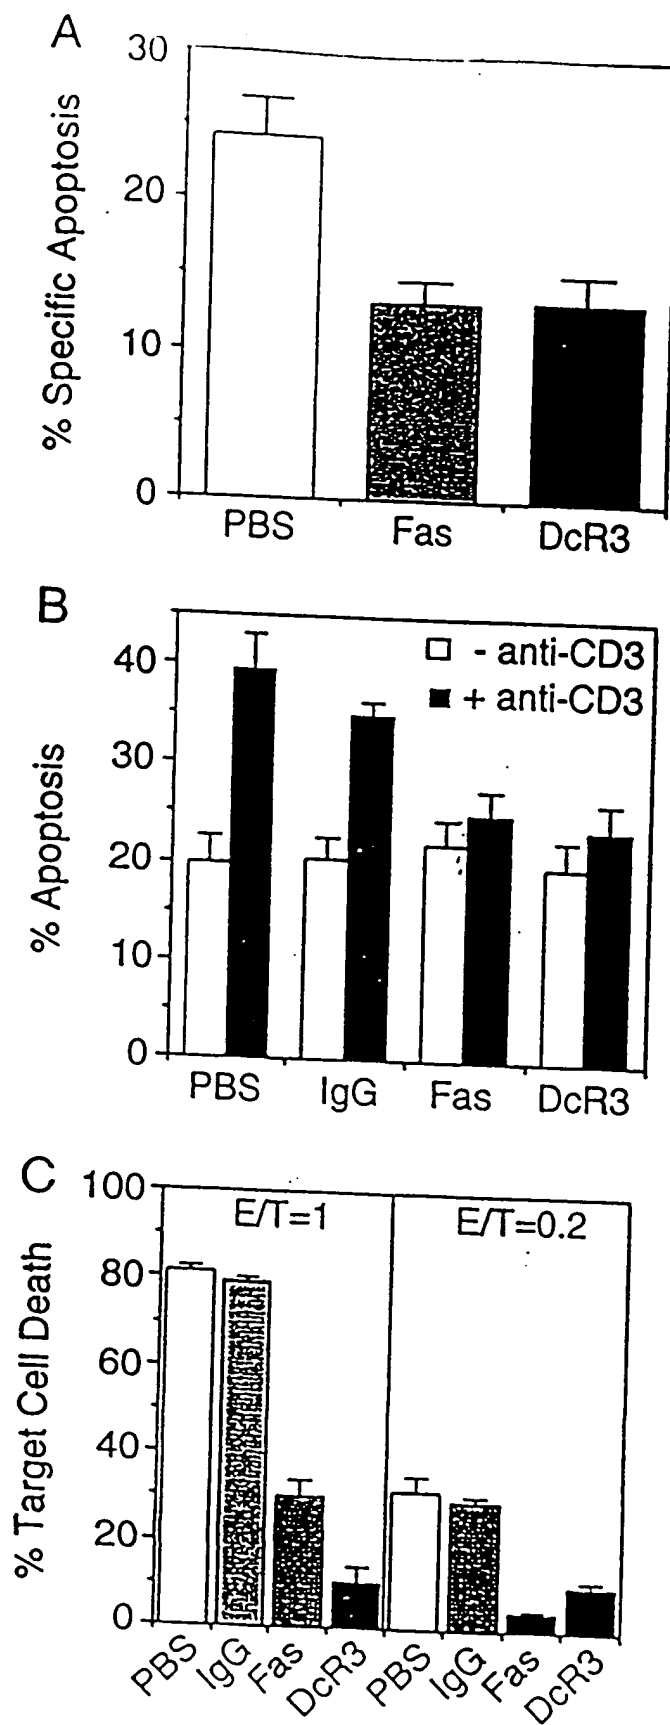 A
30
20
10
0
% Specific Apoptosis
PBS Fas DcR3
B
- anti-CD3
+ anti-CD3
40
30
20
10
0
% Apoptosis
PBS IgG Fas DcR3
C
E/T=1 E/T=0.2
100
80
60
40
20
0
% Target Cell Death
PBS IgG Fas DcR3 PBS IgG Fas DcR3